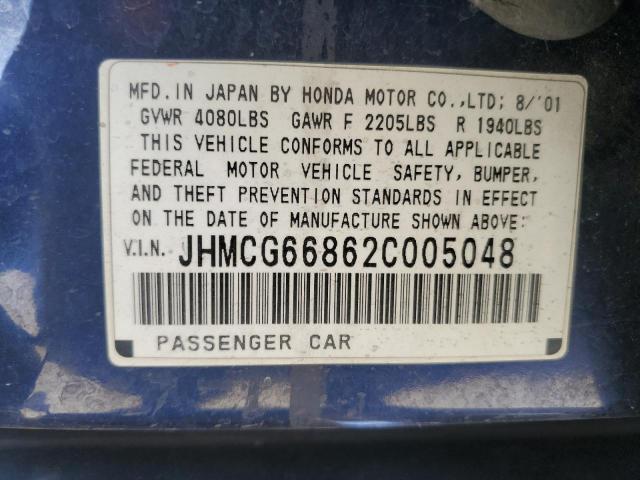 MFD. IN JAPAN BY HONDA MOTOR CO.,LTD; 8/'01
GVWR 4080LBS GAWR F 2205LBS R 1940LBS
THIS VEHICLE CONFORMS TO ALL APPLICABLE
FEDERAL MOTOR VEHICLE SAFETY, BUMPER,
AND THEFT PREVENTION STANDARDS IN EFFECT
ON THE DATE OF MANUFACTURE SHOWN ABOVE:
V.I.N. JHMCG66862C005048
PASSENGER CAR